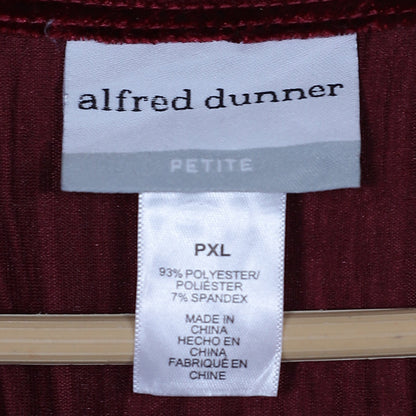 alfred dunner
PETITE
PXL
93% POLYESTER/
POLIÉSTER
7% SPANDEX
MADE IN
CHINA
HECHO EN
CHINA
FABRIQUÉ EN
CHINE